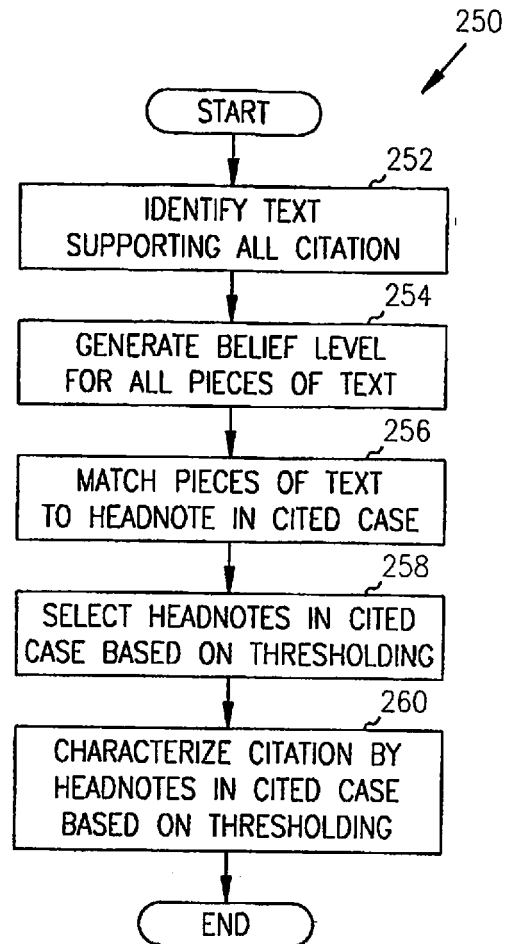 250
START
252
IDENTIFY TEXT
SUPPORTING ALL CITATION
254
GENERATE BELIEF LEVEL
FOR ALL PIECES OF TEXT
256
MATCH PIECES OF TEXT
TO HEADNOTE IN CITED CASE
258
SELECT HEADNOTES IN CITED
CASE BASED ON THRESHOLDING
260
CHARACTERIZE CITATION BY
HEADNOTES IN CITED CASE
BASED ON THRESHOLDING
END